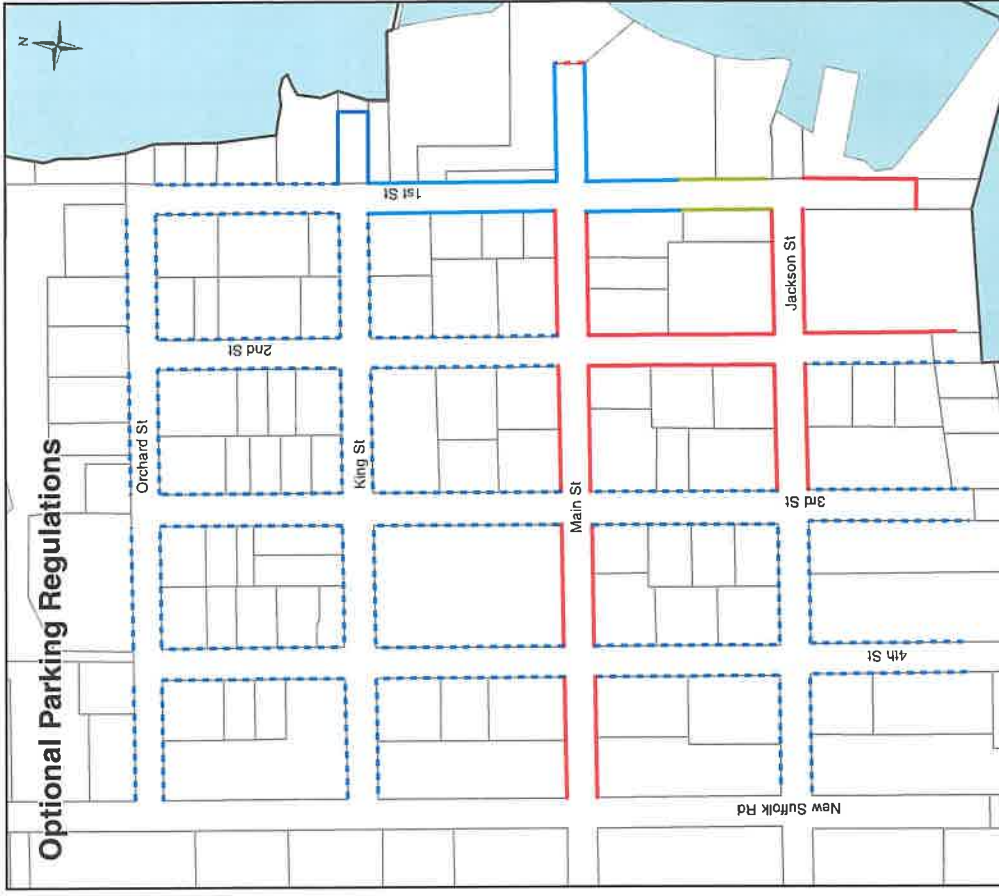 Optional Parking Regulations
N
Orchard St
King St
Main St
Jackson St
1st St
2nd St
3rd St
4th St
New Suffolk Rd